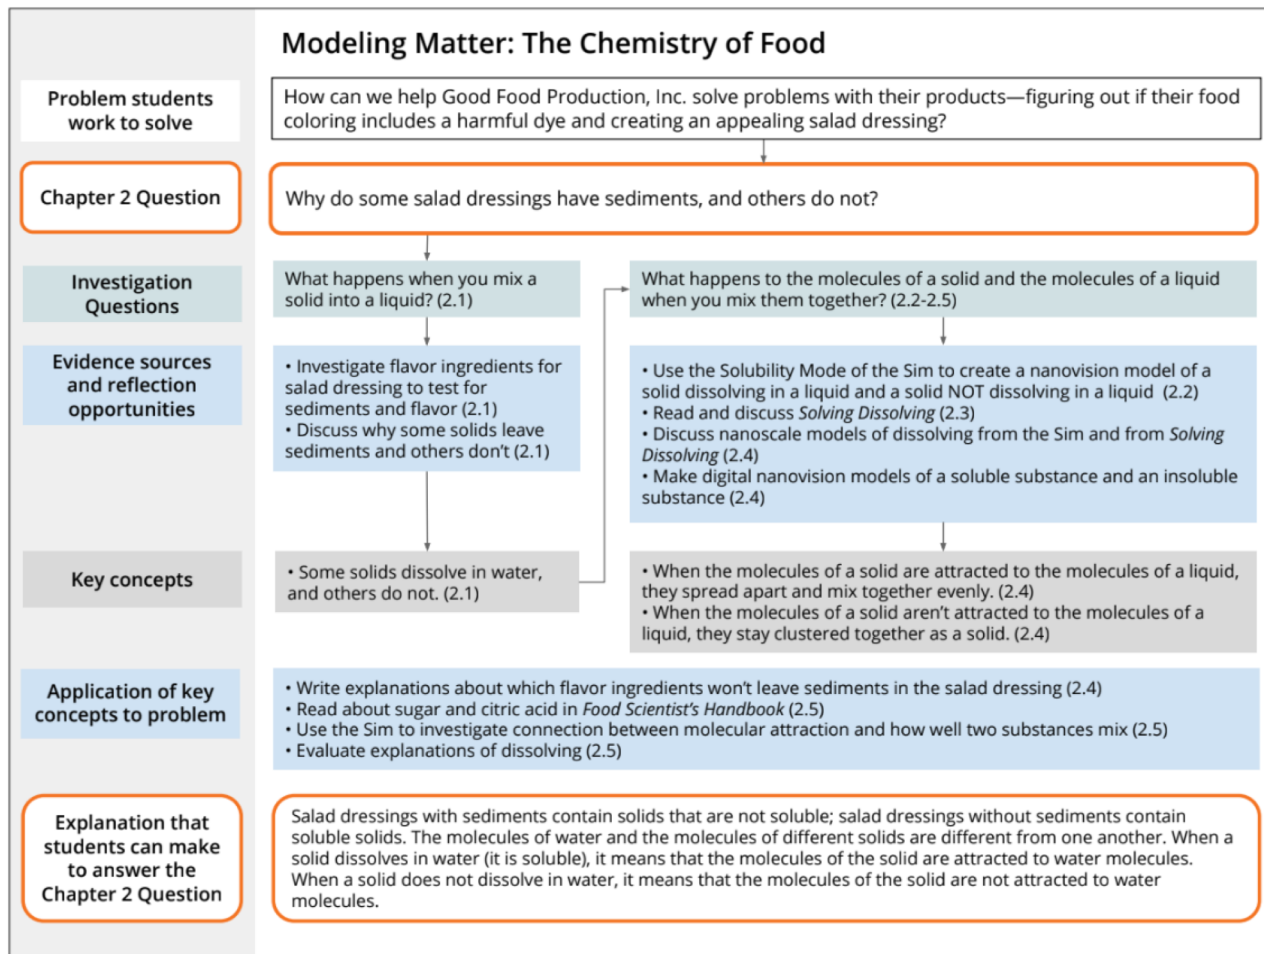 Modeling Matter: The Chemistry of Food
Problem students
work to solve
How can we help Good Food Production, Inc. solve problems with their products—figuring out if their food
coloring includes a harmful dye and creating an appealing salad dressing?
Chapter 2 Question
Why do some salad dressings have sediments, and others do not?
Investigation
Questions
What happens when you mix a
solid into a liquid? (2.1)
What happens to the molecules of a solid and the molecules of a liquid
when you mix them together? (2.2-2.5)
Evidence sources
and reflection
opportunities
• Investigate flavor ingredients for
salad dressing to test for
sediments and flavor (2.1)
• Discuss why some solids leave
sediments and others don't (2.1)
• Use the Solubility Mode of the Sim to create a nanovision model of a
solid dissolving in a liquid and a solid NOT dissolving in a liquid (2.2)
• Read and discuss Solving Dissolving (2.3)
• Discuss nanoscale models of dissolving from the Sim and from Solving
Dissolving (2.4)
• Make digital nanovision models of a soluble substance and an insoluble
substance (2.4)
Key concepts
• Some solids dissolve in water,
and others do not. (2.1)
• When the molecules of a solid are attracted to the molecules of a liquid,
they spread apart and mix together evenly. (2.4)
• When the molecules of a solid aren't attracted to the molecules of a
liquid, they stay clustered together as a solid. (2.4)
Application of key
concepts to problem
• Write explanations about which flavor ingredients won't leave sediments in the salad dressing (2.4)
• Read about sugar and citric acid in Food Scientist's Handbook (2.5)
• Use the Sim to investigate connection between molecular attraction and how well two substances mix (2.5)
• Evaluate explanations of dissolving (2.5)
Explanation that
students can make
to answer the
Chapter 2 Question
Salad dressings with sediments contain solids that are not soluble; salad dressings without sediments contain
soluble solids. The molecules of water and the molecules of different solids are different from one another. When a
solid dissolves in water (it is soluble), it means that the molecules of the solid are attracted to water molecules.
When a solid does not dissolve in water, it means that the molecules of the solid are not attracted to water
molecules.